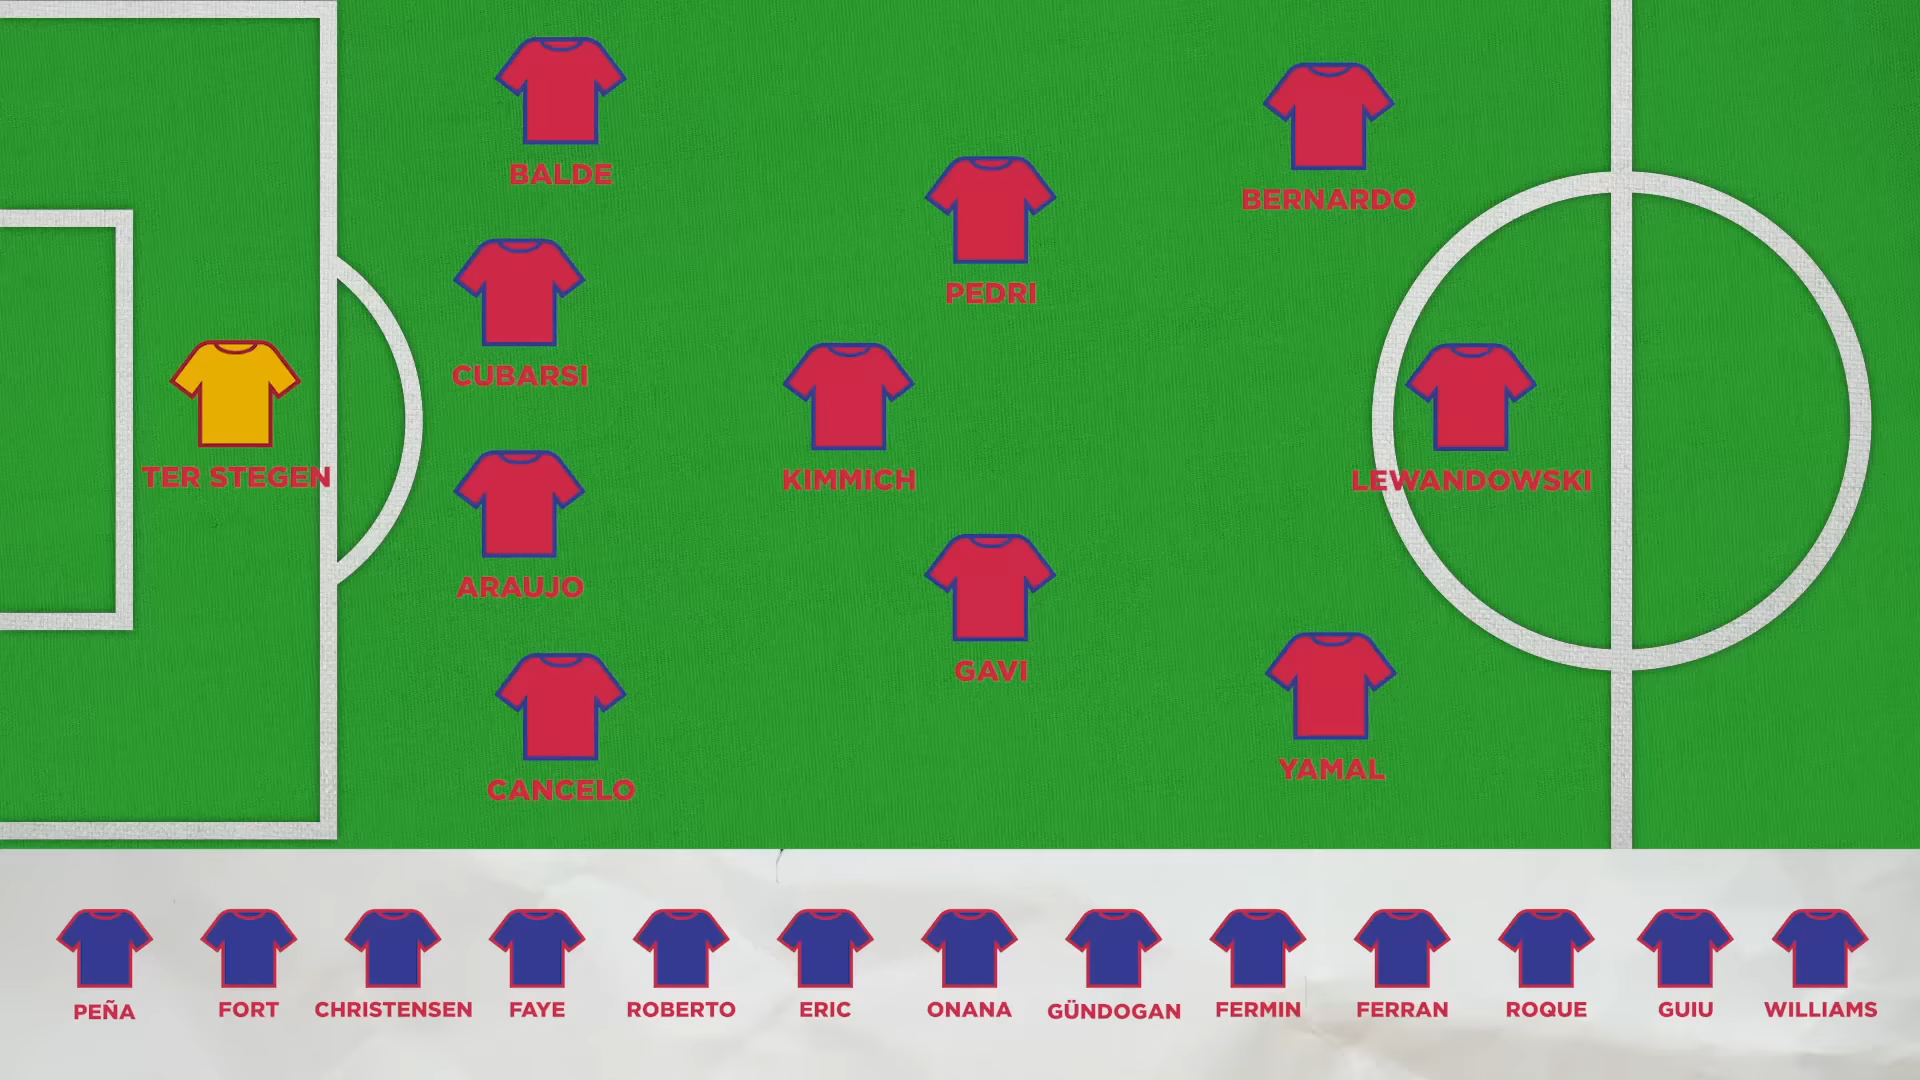 BALDE
BERNARDO
PEDRI
CUBARSI
TER STEGEN
KIMMICH
LEWANDOWSKI
ARAUJO
GAVI
YAMAL
CANCELO
PEÑA FORT CHRISTENSEN FAYE ROBERTO ERIC ONANA GÜNDOGAN FERMIN FERRAN ROQUE GUIU WILLIAMS